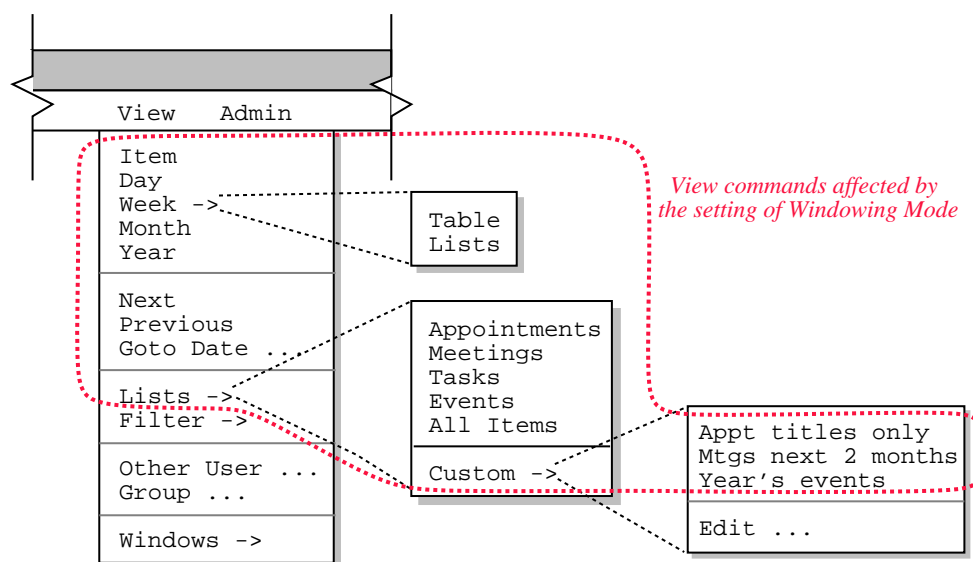 View Admin
Item
Day
Week ->
Month
Year
Next
Previous
Goto Date ...
Lists ->
Filter ->
Other User ...
Group ...
Windows ->
Table
Lists
Appointments
Meetings
Tasks
Events
All Items
Custom ->
Appt titles only
Mtgs next 2 months
Year's events
Edit ...
View commands affected by
the setting of Windowing Mode